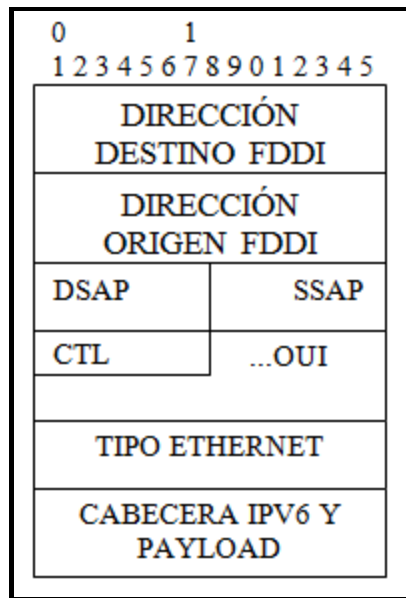 0 1
1 2 3 4 5 6 7 8 9 0 1 2 3 4 5
DIRECCIÓN
DESTINO FDDI
DIRECCIÓN
ORIGEN FDDI
DSAP SSAP
CTL ...OUI
TIPO ETHERNET
CABECERA IPV6 Y
PAYLOAD